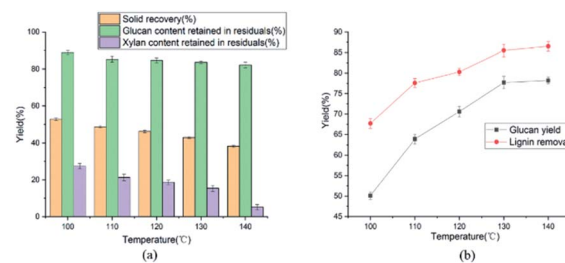 (a)
Solid recovery(%)
Glucan content retained in residuals(%)
Xylan content retained in residuals(%)
Yield(%)
100
80
60
40
20
0
100 110 120 130 140
Temperature(℃)
(a)
(b)
Yield(%)
90
85
80
75
70
65
60
55
50
45
Glucan yield
Lignin removal
100 110 120 130 140
Temperature(℃)
(b)